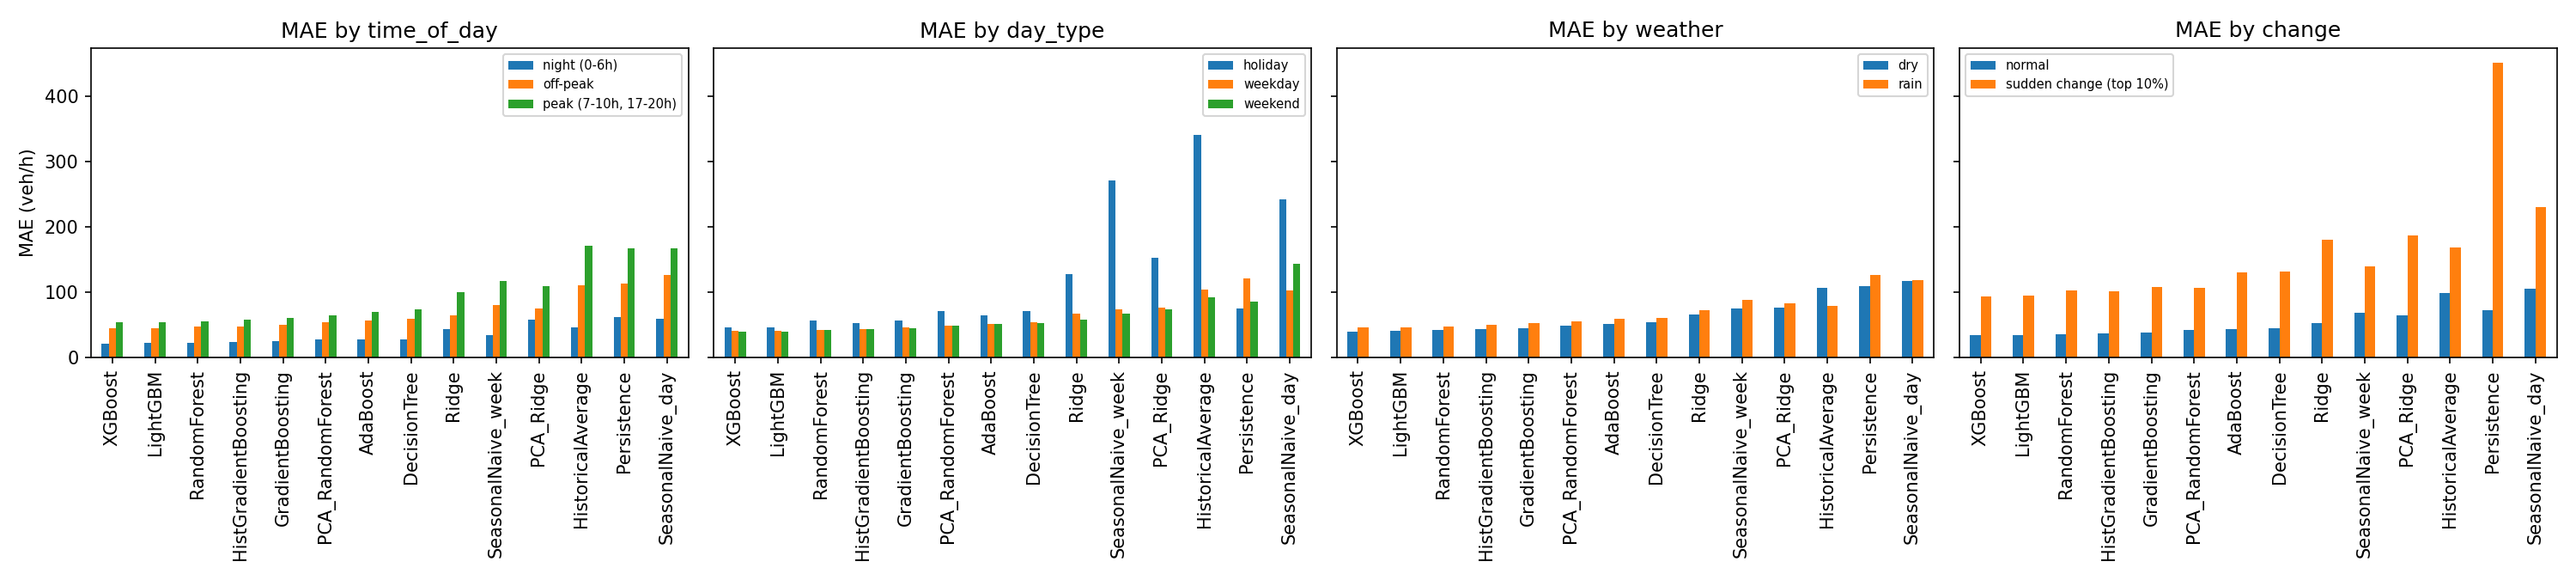 MAE by time_of_day
MAE (veh/h)
400
300
200
100
0
night (0-6h)
off-peak
peak (7-10h, 17-20h)
XGBoost
LightGBM
RandomForest
HistGradientBoosting
GradientBoosting
PCA_RandomForest
AdaBoost
DecisionTree
Ridge
SeasonalNaive_week
PCA_Ridge
HistoricalAverage
Persistence
SeasonalNaive_day
MAE by day_type
holiday
weekday
weekend
XGBoost
LightGBM
RandomForest
HistGradientBoosting
GradientBoosting
PCA_RandomForest
AdaBoost
DecisionTree
Ridge
SeasonalNaive_week
PCA_Ridge
HistoricalAverage
Persistence
SeasonalNaive_day
MAE by weather
dry
rain
XGBoost
LightGBM
RandomForest
HistGradientBoosting
GradientBoosting
PCA_RandomForest
AdaBoost
DecisionTree
Ridge
SeasonalNaive_week
PCA_Ridge
HistoricalAverage
Persistence
SeasonalNaive_day
MAE by change
normal
sudden change (top 10%)
XGBoost
LightGBM
RandomForest
HistGradientBoosting
GradientBoosting
PCA_RandomForest
AdaBoost
DecisionTree
Ridge
SeasonalNaive_week
PCA_Ridge
HistoricalAverage
Persistence
SeasonalNaive_day